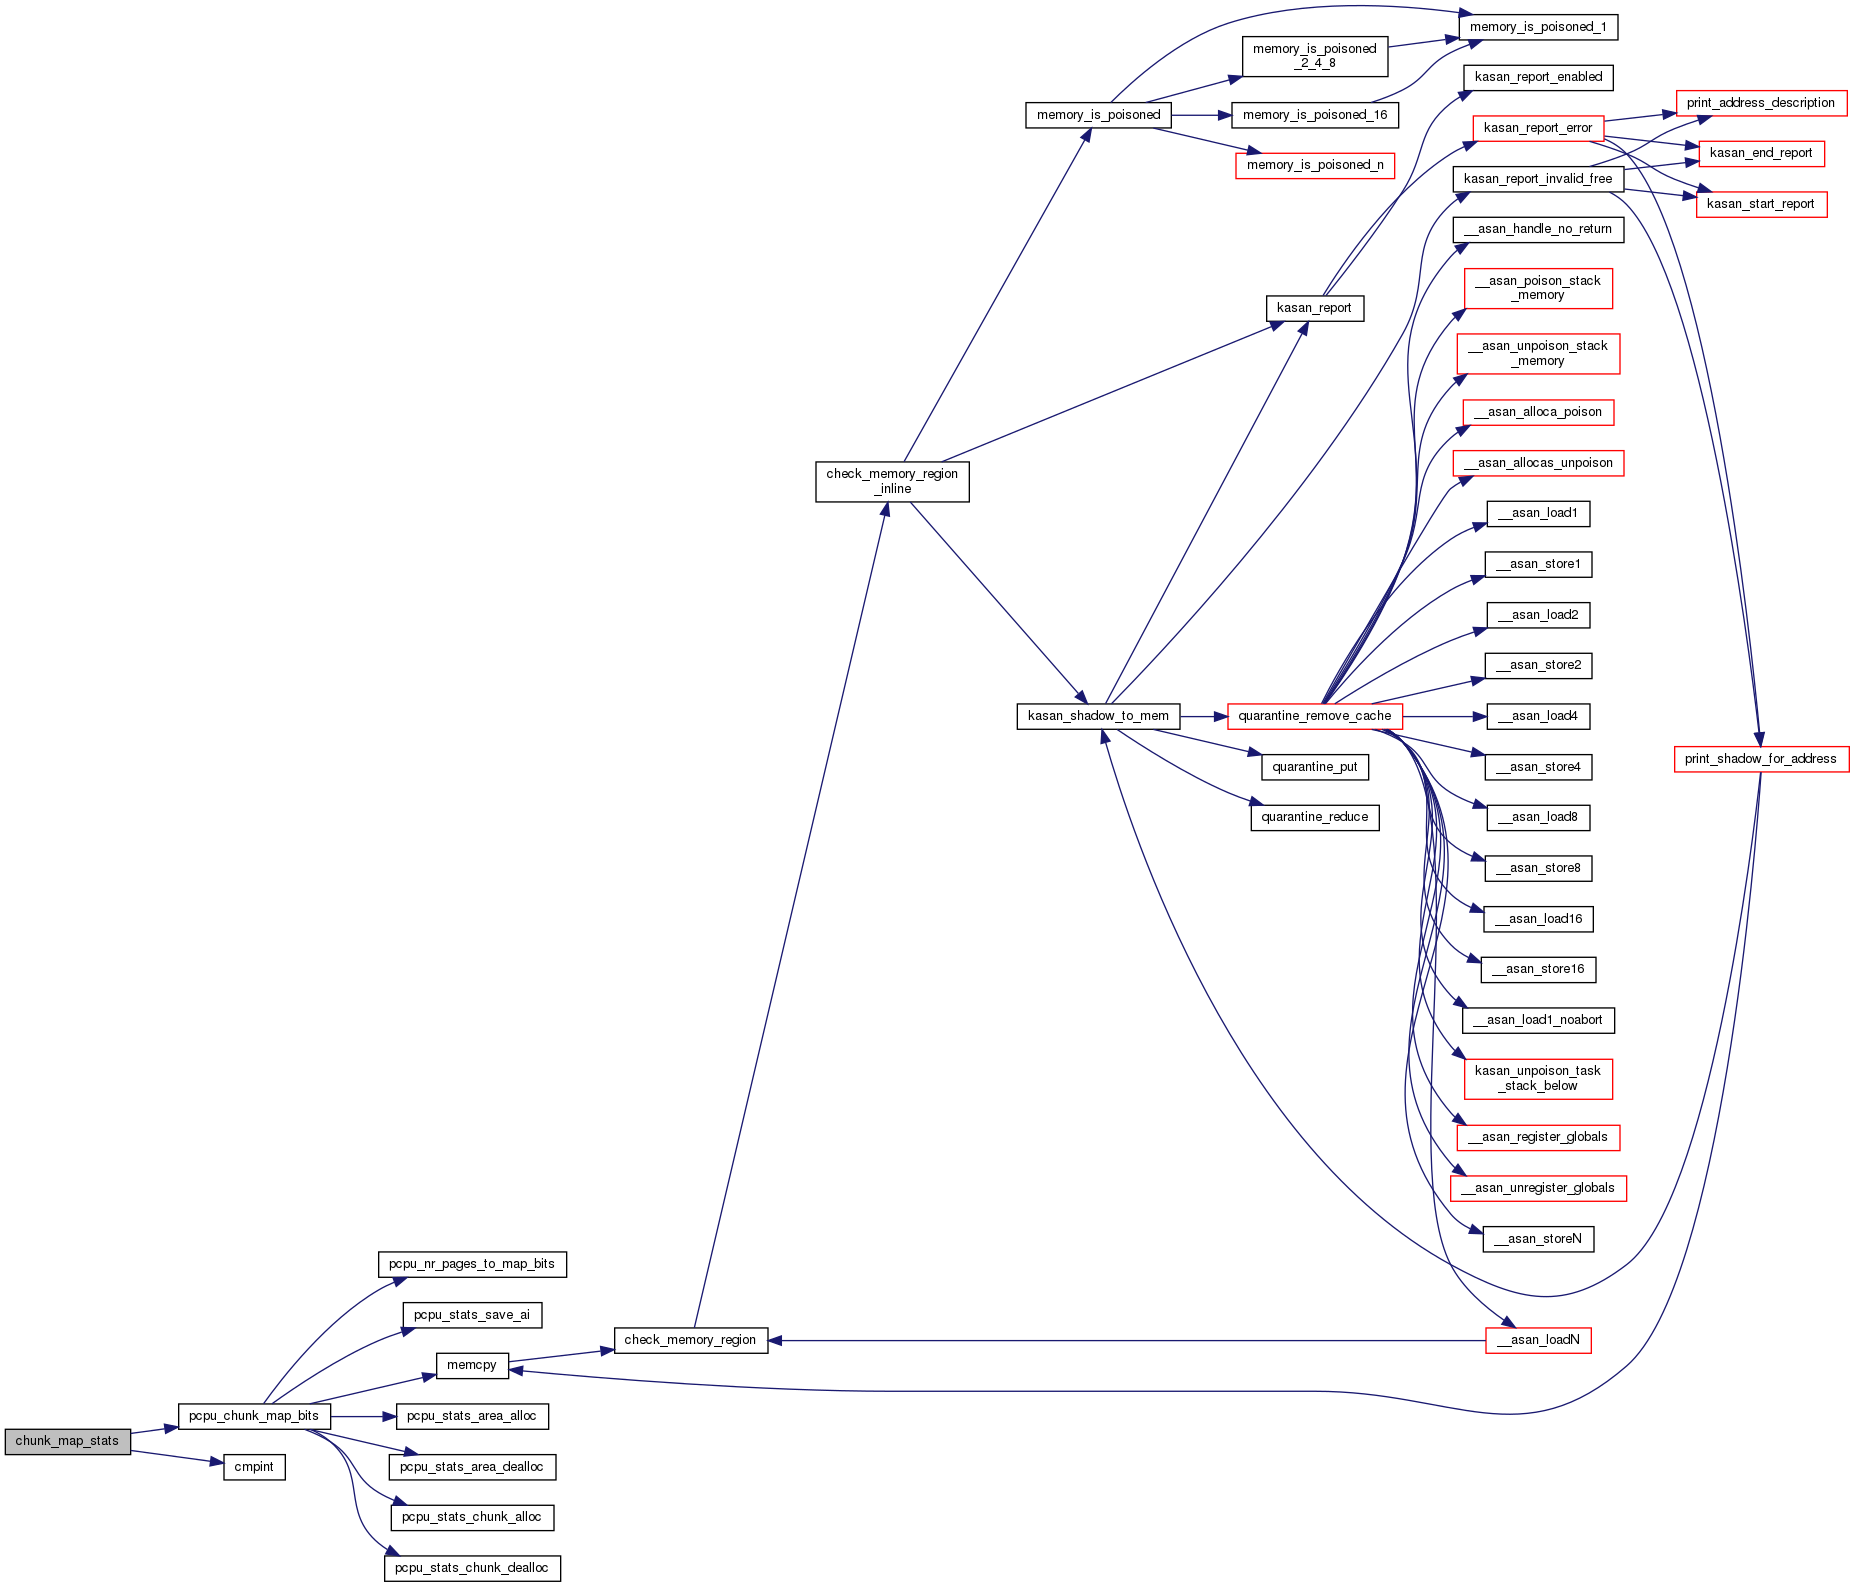 memory_is_poisoned_1
memory_is_poisoned
_2_4_8
kasan_report_enabled
print_address_description
memory_is_poisoned
memory_is_poisoned_16
kasan_report_error
kasan_end_report
memory_is_poisoned_n
kasan_report_invalid_free
kasan_start_report
__asan_handle_no_return
__asan_poison_stack
_memory
kasan_report
__asan_unpoison_stack
_memory
__asan_alloca_poison
__asan_allocas_unpoison
check_memory_region
_inline
__asan_load1
__asan_store1
__asan_load2
__asan_store2
kasan_shadow_to_mem
quarantine_remove_cache
__asan_load4
quarantine_put
__asan_store4
print_shadow_for_address
quarantine_reduce
__asan_load8
__asan_store8
__asan_load16
__asan_store16
__asan_load1_noabort
kasan_unpoison_task
_stack_below
__asan_register_globals
__asan_unregister_globals
__asan_storeN
pcpu_nr_pages_to_map_bits
pcpu_stats_save_ai
check_memory_region
__asan_loadN
memcpy
pcpu_chunk_map_bits
pcpu_stats_area_alloc
chunk_map_stats
cmpint
pcpu_stats_area_dealloc
pcpu_stats_chunk_alloc
pcpu_stats_chunk_dealloc